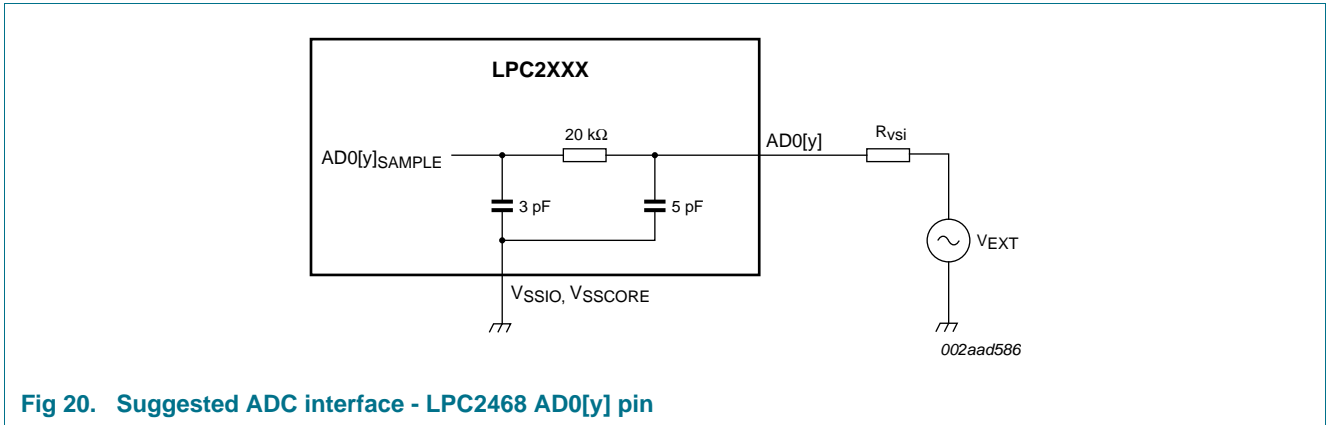 LPC2XXX
20 kΩ
AD0[y]
Rvsi
AD0[y]SAMPLE
3 pF
5 pF
VEXT
VSSIO, VSSCORE
002aad586
Fig 20. Suggested ADC interface - LPC2468 AD0[y] pin